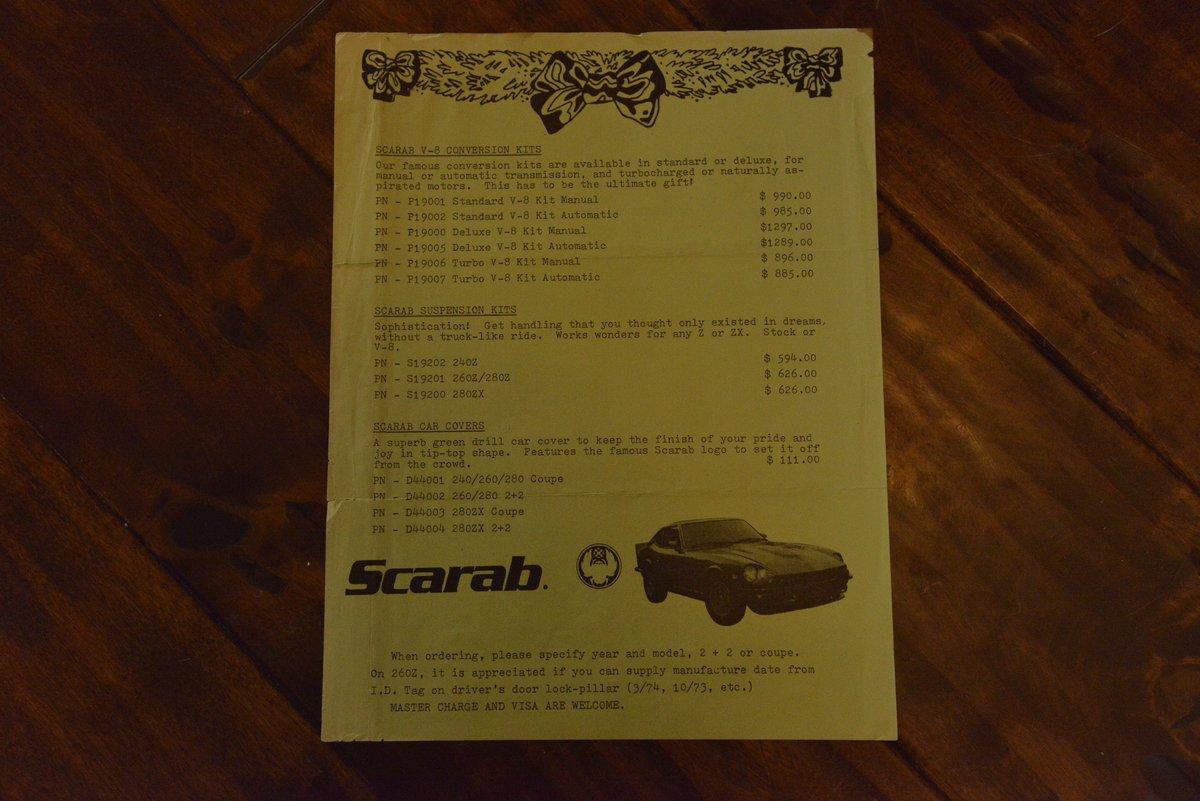 SCARAB V-8 CONVERSION KITS
Our famous conversion kits are available in standard or deluxe, for
manual or automatic transmission, and turbocharged or naturally as-
pirated motors. This has to be the ultimate gift!
PN - P19001 Standard V-8 Kit Manual $ 990.00
PN - P19002 Standard V-8 Kit Automatic $ 985.00
PN - P19000 Deluxe V-8 Kit Manual $1297.00
PN - P19005 Deluxe V-8 Kit Automatic $1289.00
PN - P19006 Turbo V-8 Kit Manual $ 896.00
PN - P19007 Turbo V-8 Kit Automatic $ 885.00
SCARAB SUSPENSION KITS
Sophistication! Get handling that you thought only existed in dreams,
without a truck-like ride. Works wonders for any Z or ZX. Stock or
V-8.
PN - S19202 240Z $ 594.00
PN - S19201 260Z/280Z $ 626.00
PN - S19200 280ZX $ 626.00
SCARAB CAR COVERS
A superb green drill car cover to keep the finish of your pride and
joy in tip-top shape. Features the famous Scarab logo to set it off
from the crowd. $ 111.00
PN - D44001 240/260/280 Coupe
PN - D44002 260/280 2+2
PN - D44003 280ZX Coupe
PN - D44004 280ZX 2+2
Scarab.
When ordering, please specify year and model, 2 + 2 or coupe.
On 260Z, it is appreciated if you can supply manufacture date from
I.D. Tag on driver's door lock-pillar (3/74, 10/73, etc.)
MASTER CHARGE AND VISA ARE WELCOME.